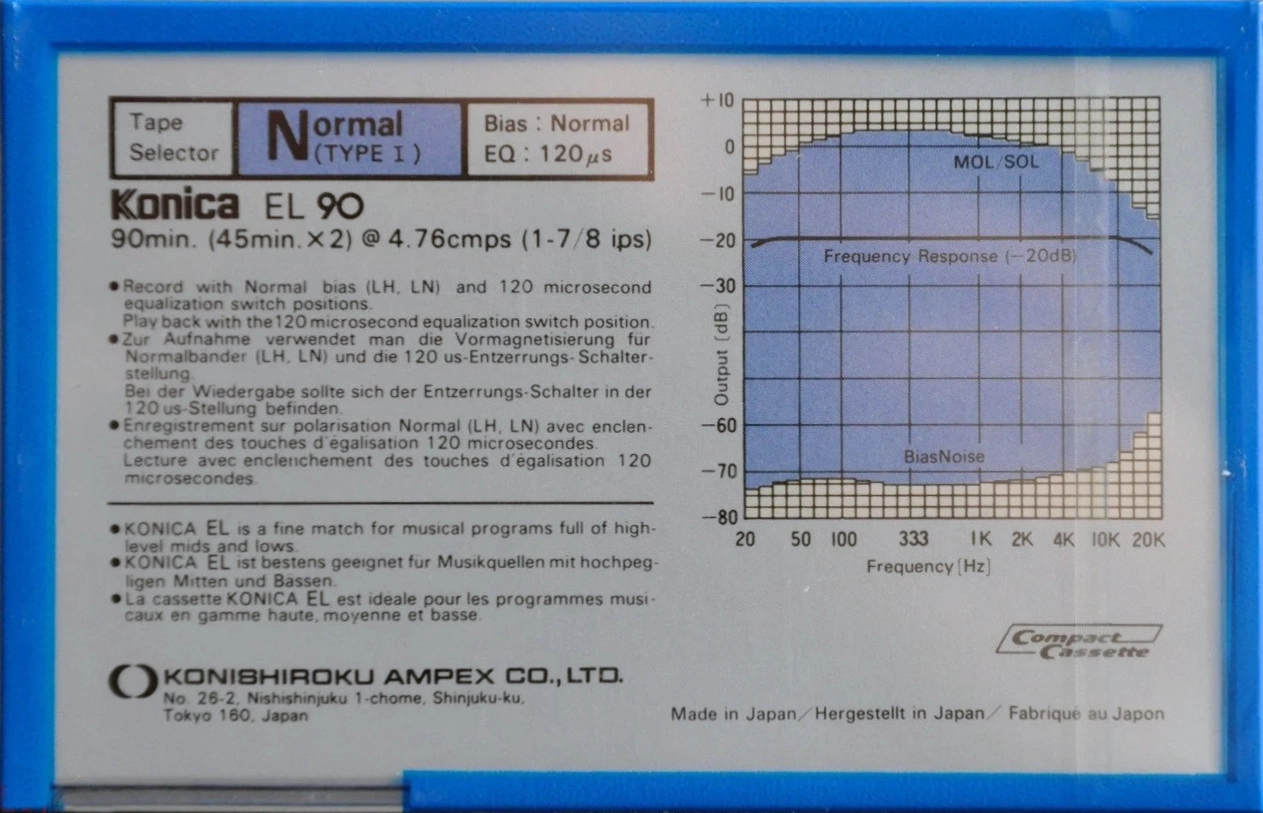 Tape
Selector
Normal
(TYPE I)
Bias : Normal
EQ : 120μs
Konica EL 90
90min. (45min.×2) @ 4.76cmps (1-7/8 ips)
●Record with Normal bias (LH, LN) and 120 microsecond
equalization switch positions.
Play back with the 120 microsecond equalization switch position.
●Zur Aufnahme verwendet man die Vormagnetisierung für
Normalbänder (LH, LN) und die 120 us-Entzerrungs-Schalter-
stellung.
Bei der Wiedergabe sollte sich der Entzerrungs-Schalter in der
120 us-Stellung befinden.
●Enregistrement sur polarisation Normal (LH, LN) avec enclen-
chement des touches d'égalisation 120 microsecondes.
Lecture avec enclenchement des touches d'égalisation 120
microsecondes.
●KONICA EL is a fine match for musical programs full of high-
level mids and lows.
●KONICA EL ist bestens geeignet für Musikquellen mit hochpeg-
ligen Mitten und Bässen.
●La cassette KONICA EL est idéale pour les programmes musi-
caux en gamme haute, moyenne et basse.
KONISHIROKU AMPEX CO., LTD.
No. 26-2, Nishishinjuku 1-chome, Shinjuku-ku,
Tokyo 160, Japan
+10
0
−10
−20
−30
−60
−70
−80
Output (dB)
MOL/SOL
Frequency Response (−20dB)
BiasNoise
20 50 100 333 1K 2K 4K 10K 20K
Frequency [Hz]
Compact
Cassette
Made in Japan/Hergestellt in Japan/Fabriqué au Japon